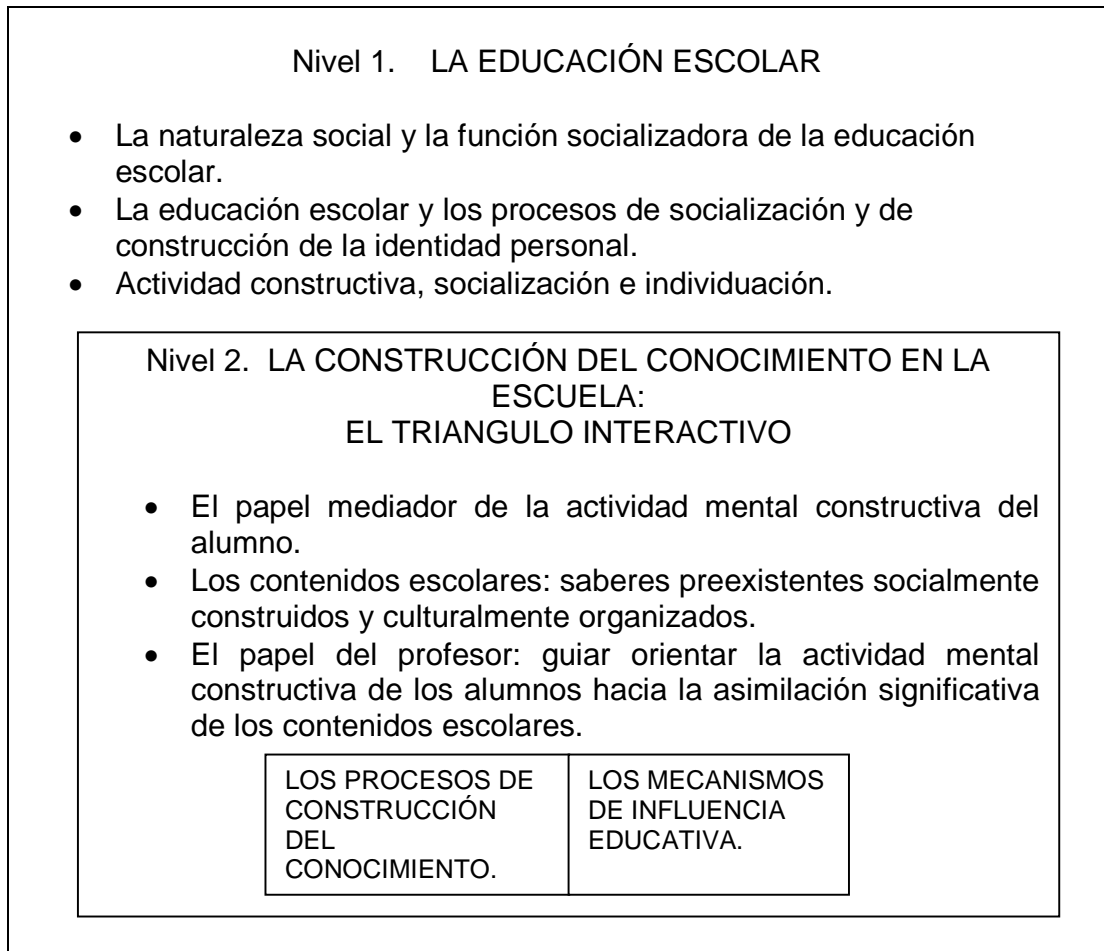 Nivel 1. LA EDUCACIÓN ESCOLAR
• La naturaleza social y la función socializadora de la educación
escolar.
• La educación escolar y los procesos de socialización y de
construcción de la identidad personal.
• Actividad constructiva, socialización e individuación.
Nivel 2. LA CONSTRUCCIÓN DEL CONOCIMIENTO EN LA
ESCUELA:
EL TRIANGULO INTERACTIVO
• El papel mediador de la actividad mental constructiva del
alumno.
• Los contenidos escolares: saberes preexistentes socialmente
construidos y culturalmente organizados.
• El papel del profesor: guiar orientar la actividad mental
constructiva de los alumnos hacia la asimilación significativa
de los contenidos escolares.
LOS PROCESOS DE
CONSTRUCCIÓN
DEL
CONOCIMIENTO.
LOS MECANISMOS
DE INFLUENCIA
EDUCATIVA.